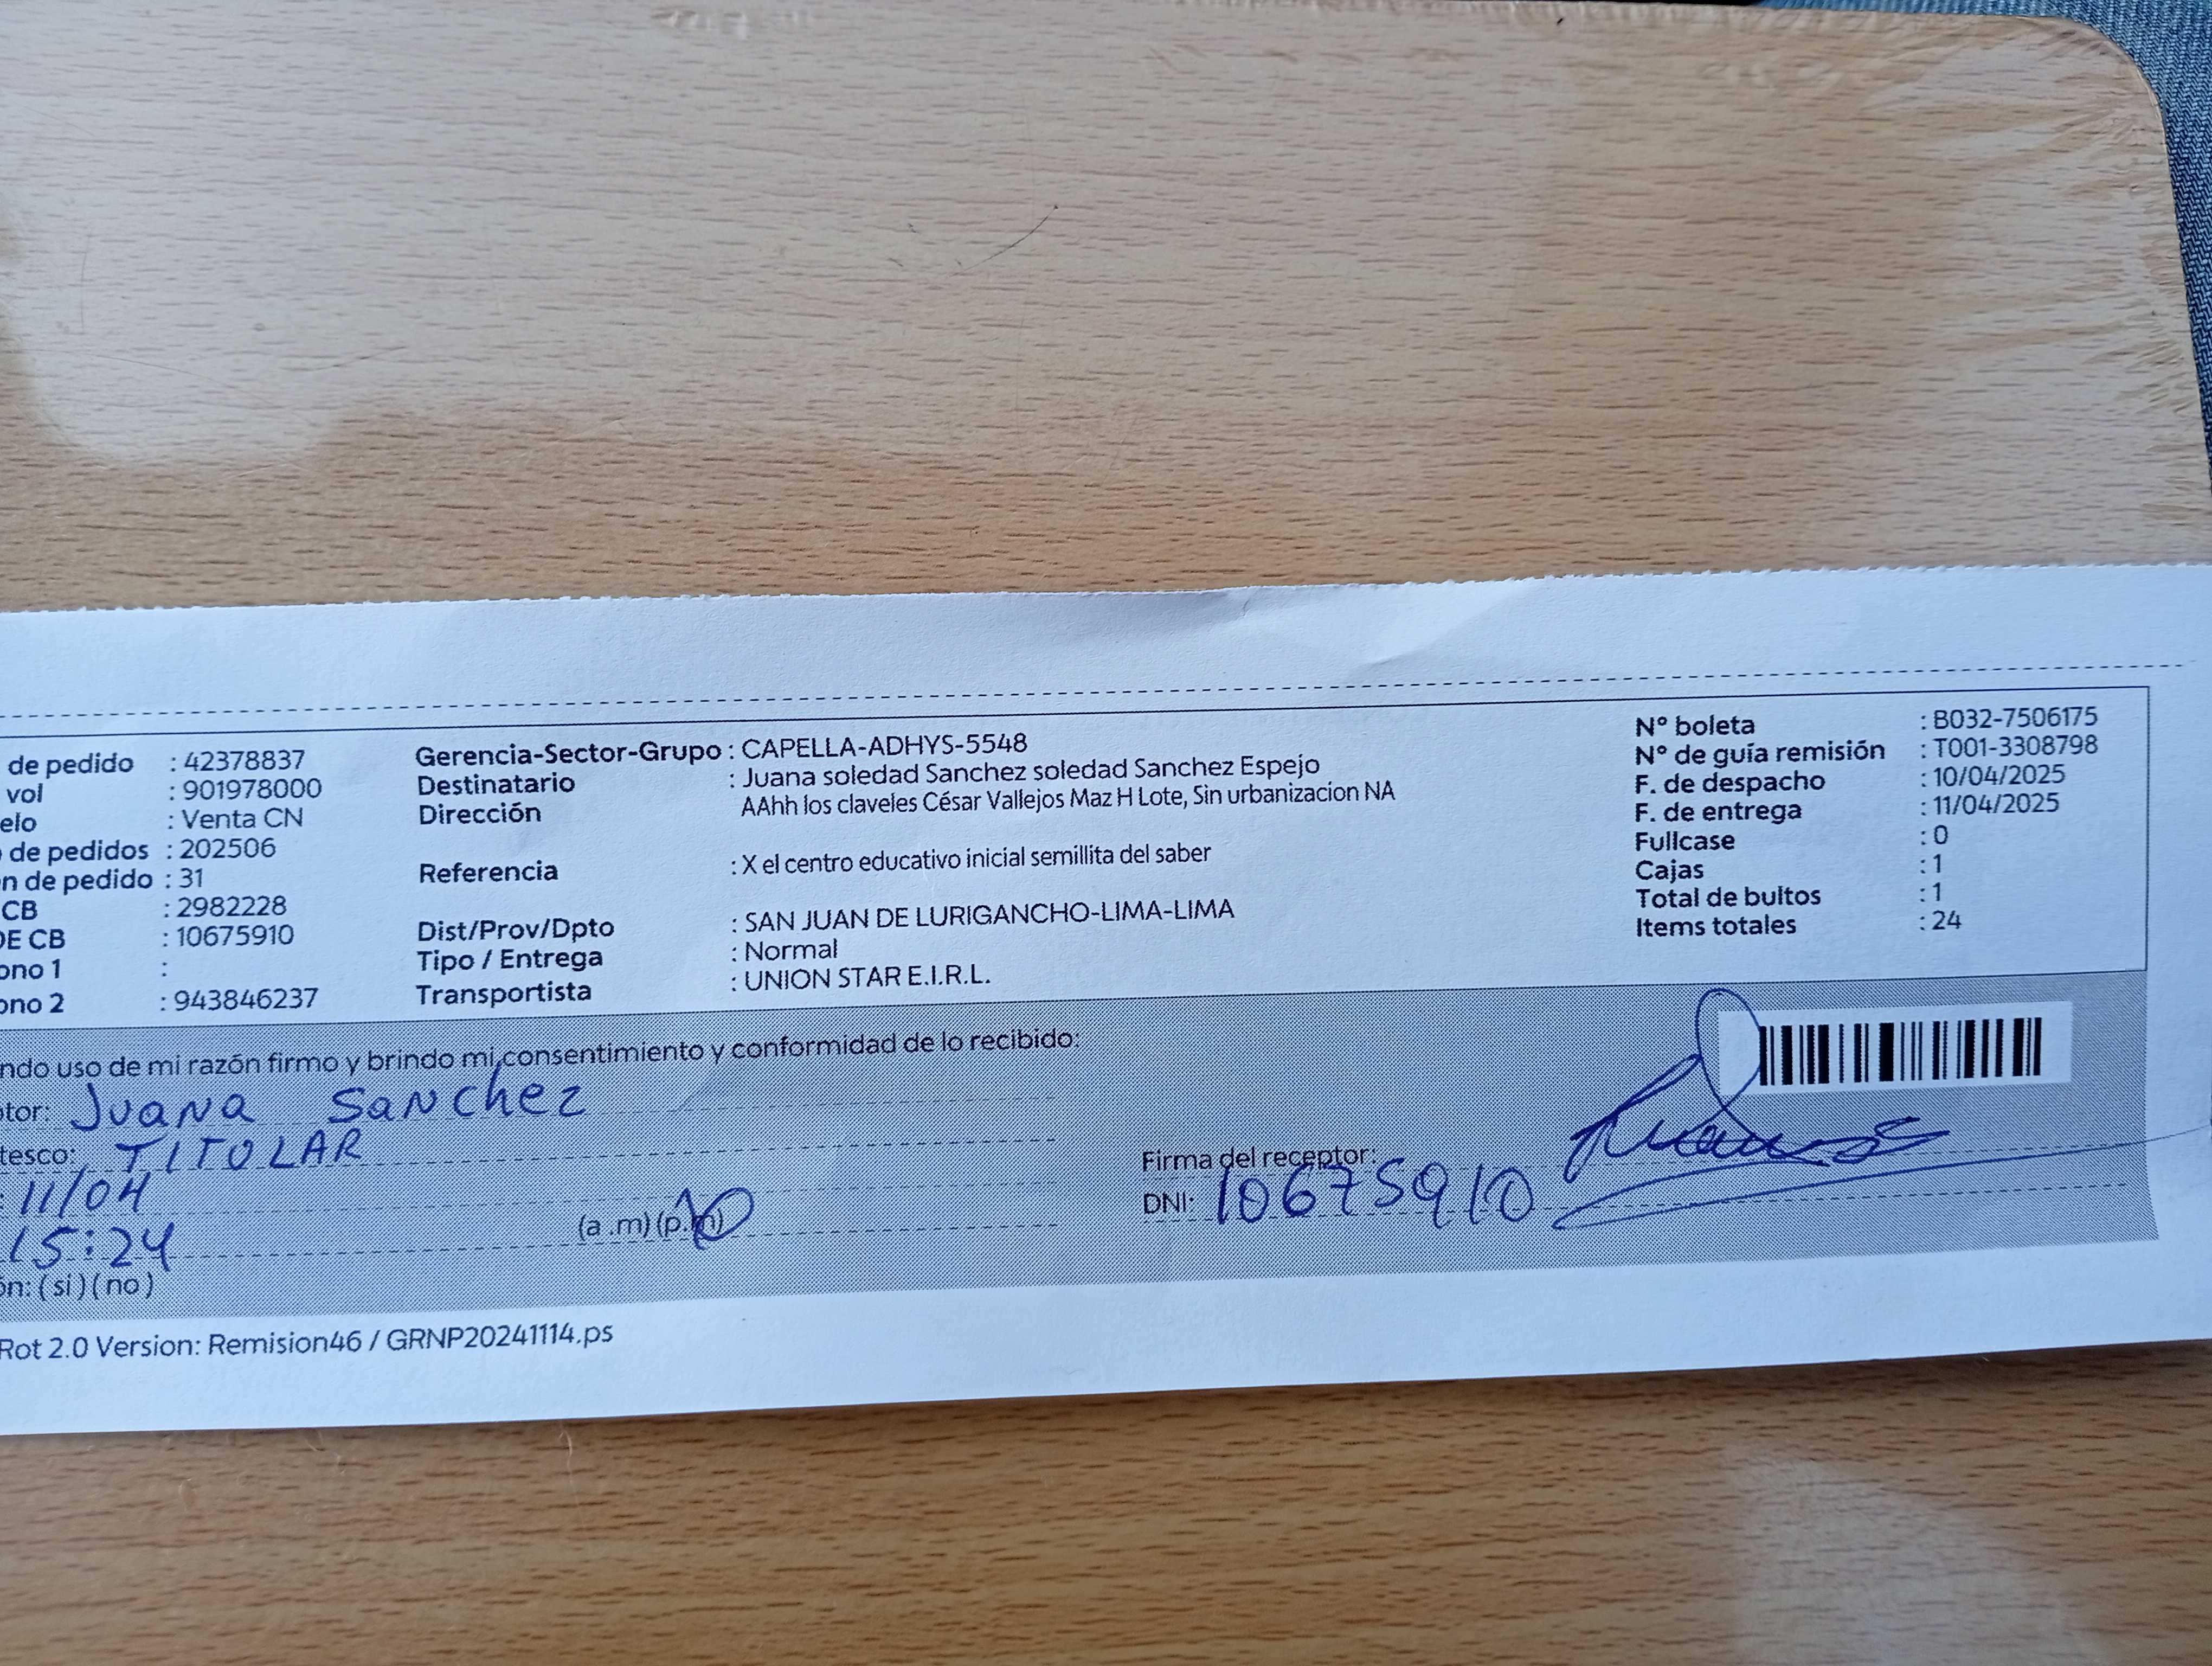 de pedido : 42378837
vol : 901978000
elo : Venta CN
de pedidos : 202506
n de pedido : 31
CB : 2982228
DE CB : 10675910
ono 1 :
ono 2 : 943846237
Gerencia-Sector-Grupo : CAPELLA-ADHYS-5548
Destinatario : Juana soledad Sanchez soledad Sanchez Espejo
Dirección AAhh los claveles César Vallejos Maz H Lote, Sin urbanizacion NA
Referencia : X el centro educativo inicial semillita del saber
Dist/Prov/Dpto : SAN JUAN DE LURIGANCHO-LIMA-LIMA
Tipo / Entrega : Normal
Transportista : UNION STAR E.I.R.L.
N° boleta : B032-7506175
N° de guía remisión : T001-3308798
F. de despacho : 10/04/2025
F. de entrega : 11/04/2025
Fullcase : 0
Cajas : 1
Total de bultos : 1
Items totales : 24
ndo uso de mi razón firmo y brindo mi consentimiento y conformidad de lo recibido:
tor: Juana Sanchez
tesco: TITULAR
: 11/04
15:24 (a .m) (p.m)
ón: (si) (no)
Firma del receptor:
DNI: 10675910
Rot 2.0 Version: Remision46 / GRNP20241114.ps